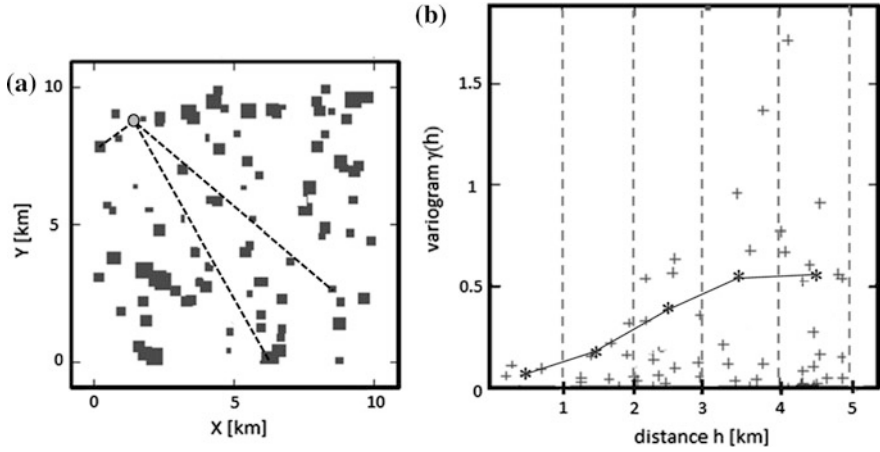 (a)
10
5
0
Y [km]
0 5 10
X [km]
(b)
1.5
1
0.5
0
variogram γ(h)
1 2 3 4 5
distance h [km]